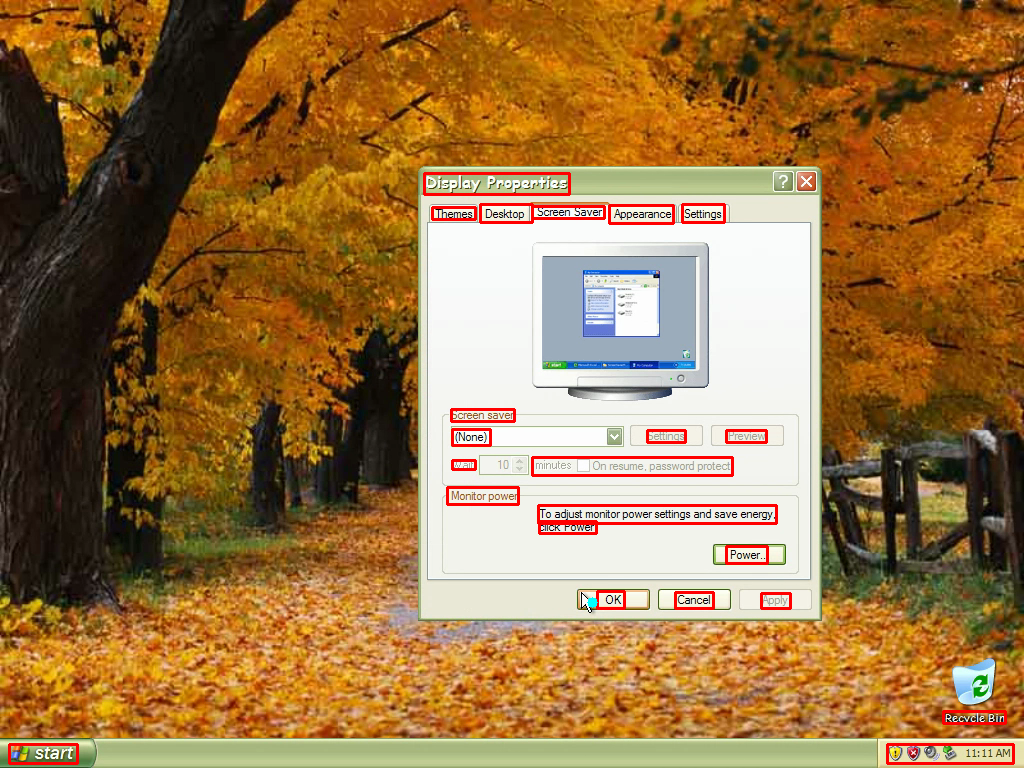 Display Properties
Themes Desktop Screen Saver Appearance Settings
Screen saver
(None) Settings Preview
Wait 10 minutes On resume, password protect
Monitor power
To adjust monitor power settings and save energy,
click Power.
Power..
OK Cancel Apply
Recycle Bin
start 11:11 AM